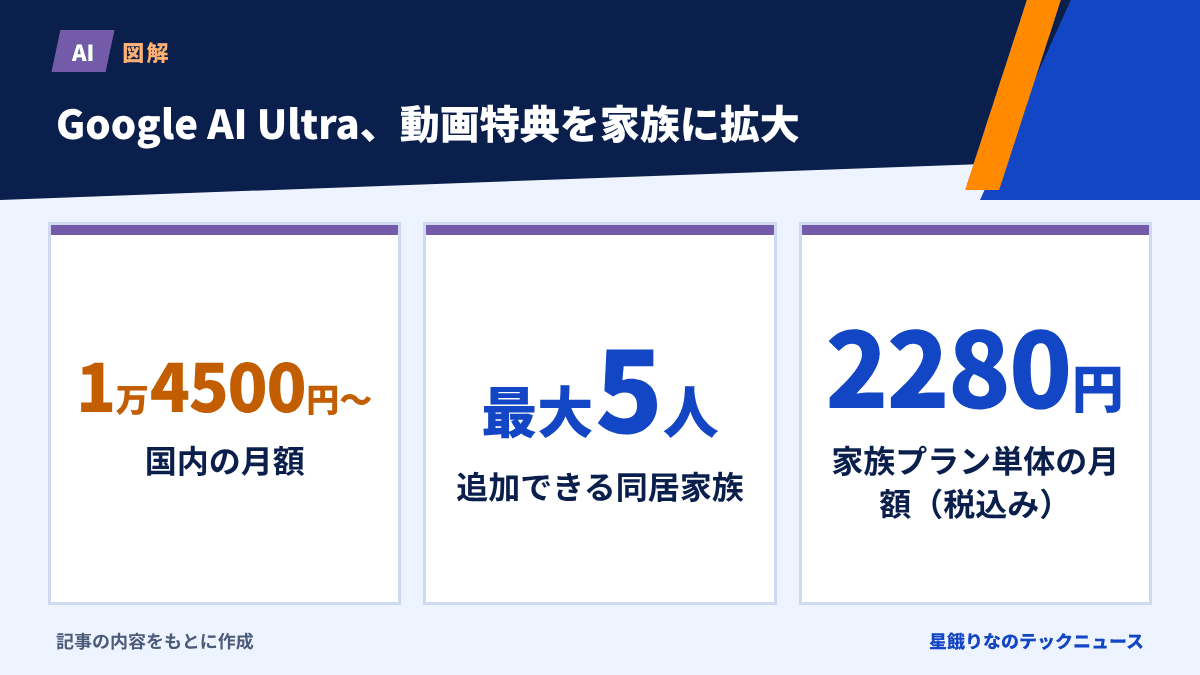 AI 図解
Google AI Ultra、動画特典を家族に拡大
1万4500円〜
国内の月額
最大5人
追加できる同居家族
2280円
家族プラン単体の月
額（税込み）
記事の内容をもとに作成
星餓りなのテックニュース